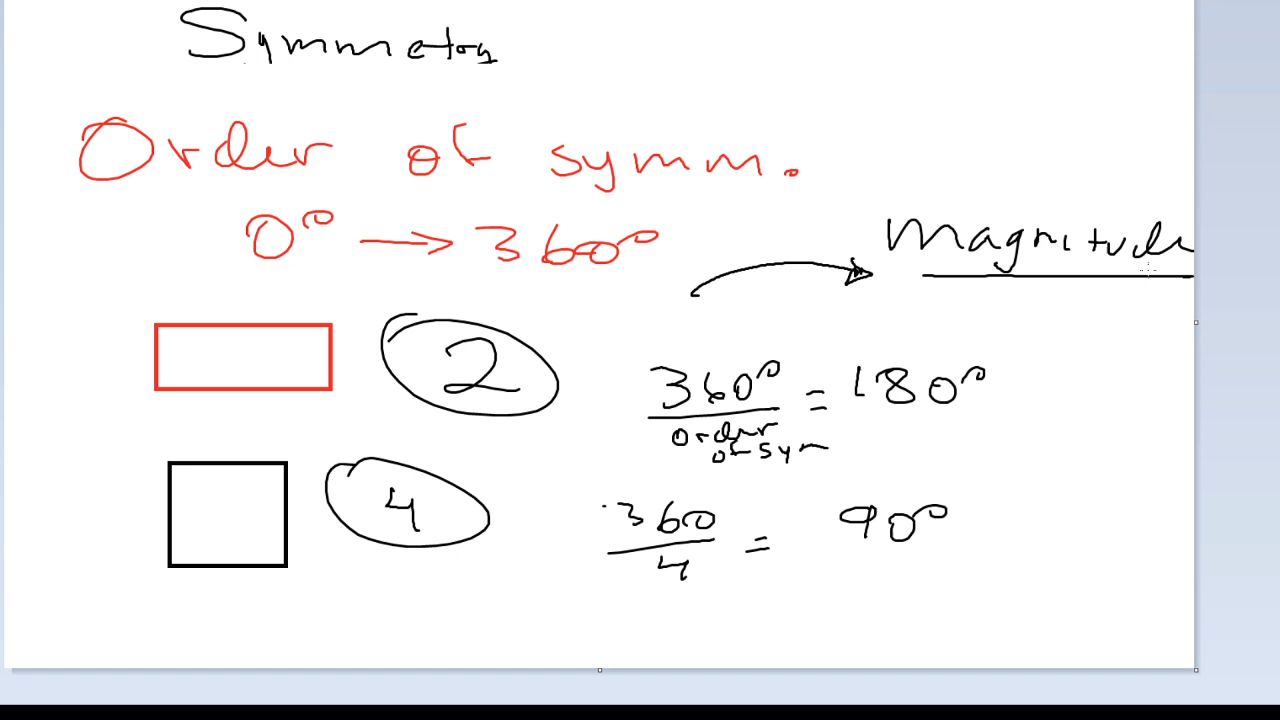 Symmetry
Order of symm.
0° → 360°
Magnitude
2
360° = 180°
order
of sym
4
360 = 90°
4